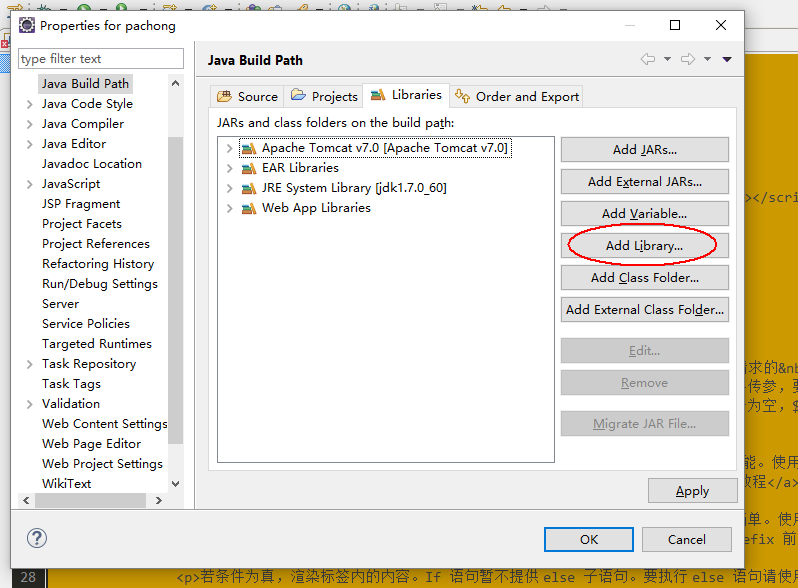 Properties for pachong
type filter text
Java Build Path
Java Code Style
Java Compiler
Java Editor
Javadoc Location
JavaScript
JSP Fragment
Project Facets
Project References
Refactoring History
Run/Debug Settings
Server
Service Policies
Targeted Runtimes
Task Repository
Task Tags
Validation
Web Content Settings
Web Page Editor
Web Project Settings
WikiText
Java Build Path
Source
Projects
Libraries
Order and Export
JARs and class folders on the build path:
Apache Tomcat v7.0 [Apache Tomcat v7.0]
EAR Libraries
JRE System Library [jdk1.7.0_60]
Web App Libraries
Add JARs...
Add External JARs...
Add Variable...
Add Library...
Add Class Folder...
Add External Class Folder...
Edit...
Remove
Migrate JAR File...
Apply
OK
Cancel
></scri
求的&nb
传参，
为空，$
能。使用
教程</a>
单。使用
efix 前
28 <p>若条件为真，渲染标签内的内容。If 语句暂不提供 else 子语句。要执行 else 语句请使用